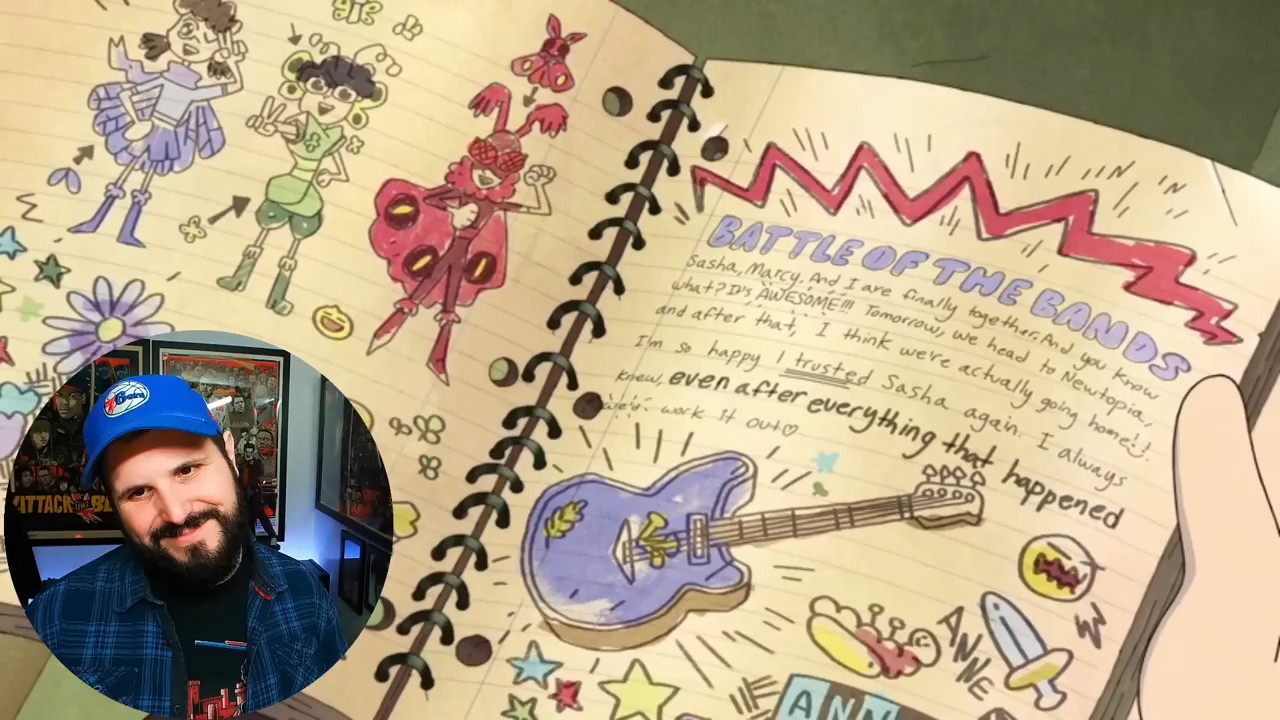 BATTLE OF THE BANDS
Sasha, Marcy, And I are finally together. And you know
what? It's AWESOME!!! Tomorrow, we head to Newtopia,
and after that, I think we're actually going home!!.
I'm so happy I trusted Sasha again. I always
knew, even after everything that happened
we'd work it out♡
ANNE
ANN
ATTACK